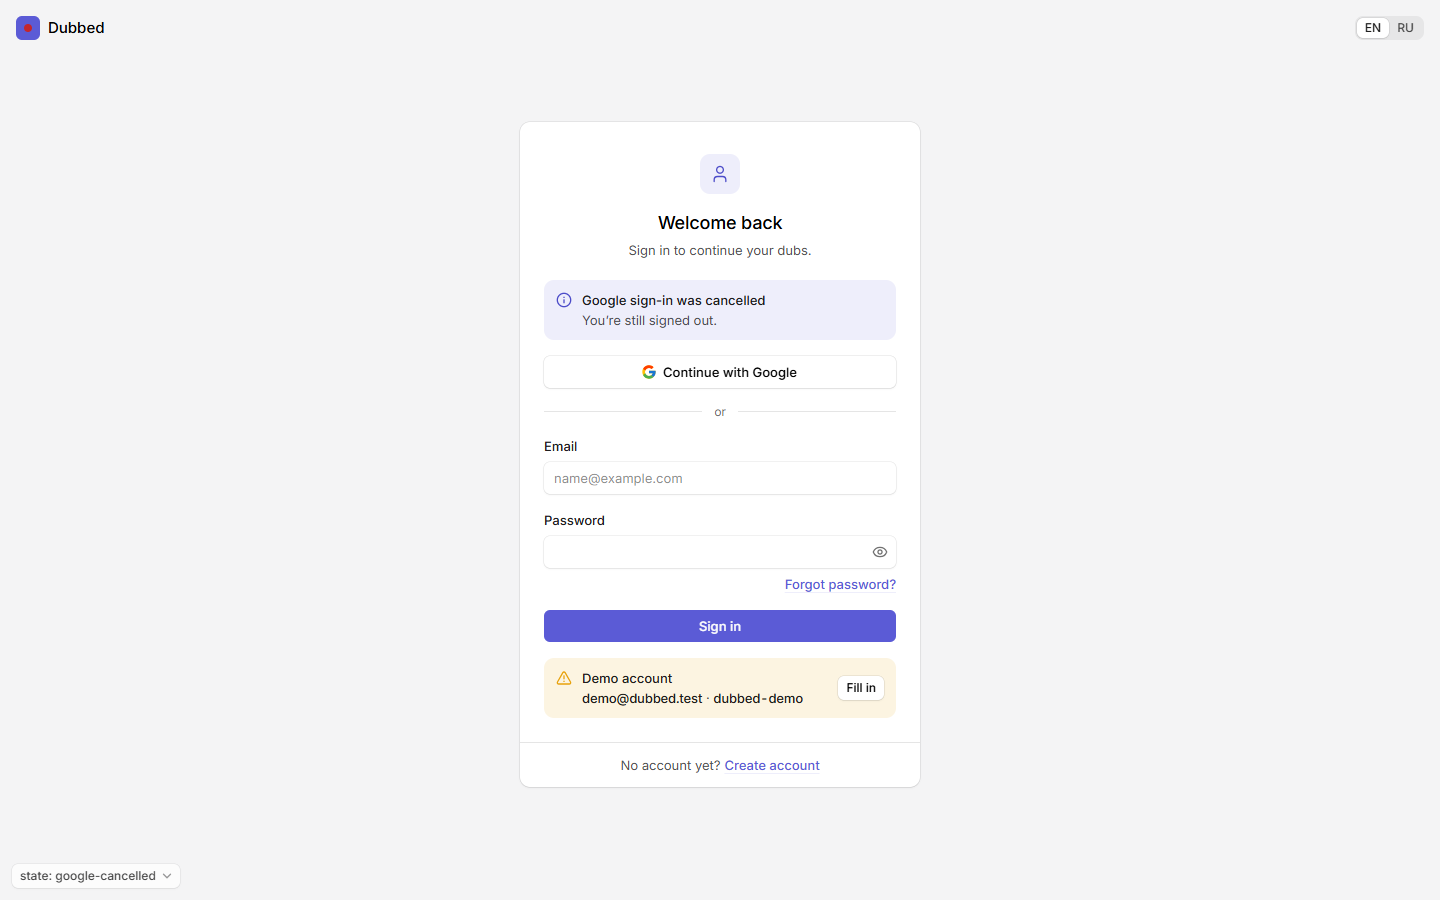 Dubbed
EN RU
Welcome back
Sign in to continue your dubs.
Google sign-in was cancelled
You're still signed out.
Continue with Google
or
Email
name@example.com
Password
Forgot password?
Sign in
Demo account
demo@dubbed.test · dubbed-demo
Fill in
No account yet? Create account
state: google-cancelled